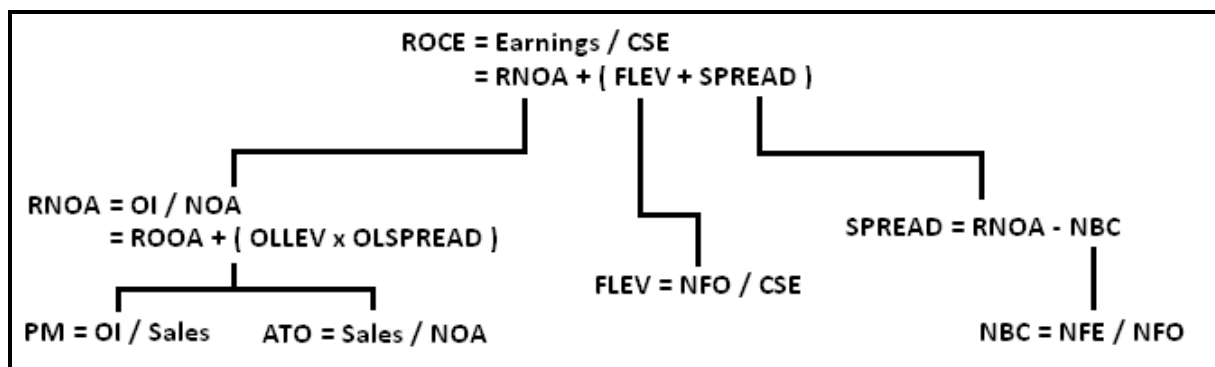 ROCE = Earnings / CSE
= RNOA + ( FLEV + SPREAD )
RNOA = OI / NOA
= ROOA + ( OLLEV x OLSPREAD )
SPREAD = RNOA - NBC
FLEV = NFO / CSE
PM = OI / Sales
ATO = Sales / NOA
NBC = NFE / NFO